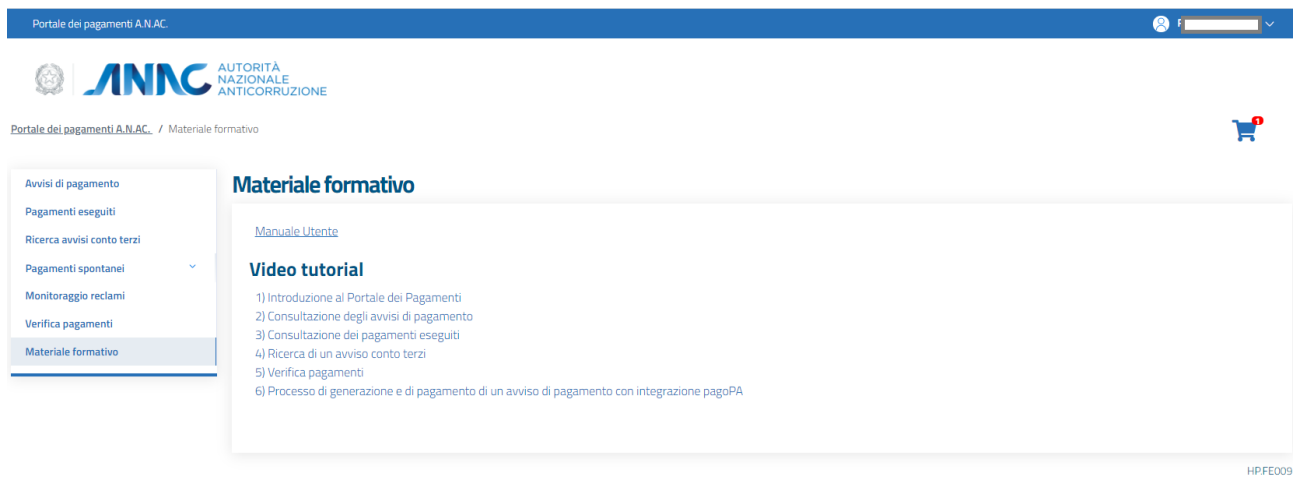 Portale dei pagamenti A.N.AC.
ANAC
AUTORITÀ
NAZIONALE
ANTICORRUZIONE
Portale dei pagamenti A.N.AC. / Materiale formativo
1
Avvisi di pagamento
Pagamenti eseguiti
Ricerca avvisi conto terzi
Pagamenti spontanei
Monitoraggio reclami
Verifica pagamenti
Materiale formativo
Materiale formativo
Manuale Utente
Video tutorial
1) Introduzione al Portale dei Pagamenti
2) Consultazione degli avvisi di pagamento
3) Consultazione dei pagamenti eseguiti
4) Ricerca di un avviso conto terzi
5) Verifica pagamenti
6) Processo di generazione e di pagamento di un avviso di pagamento con integrazione pagoPA
HP.FE009